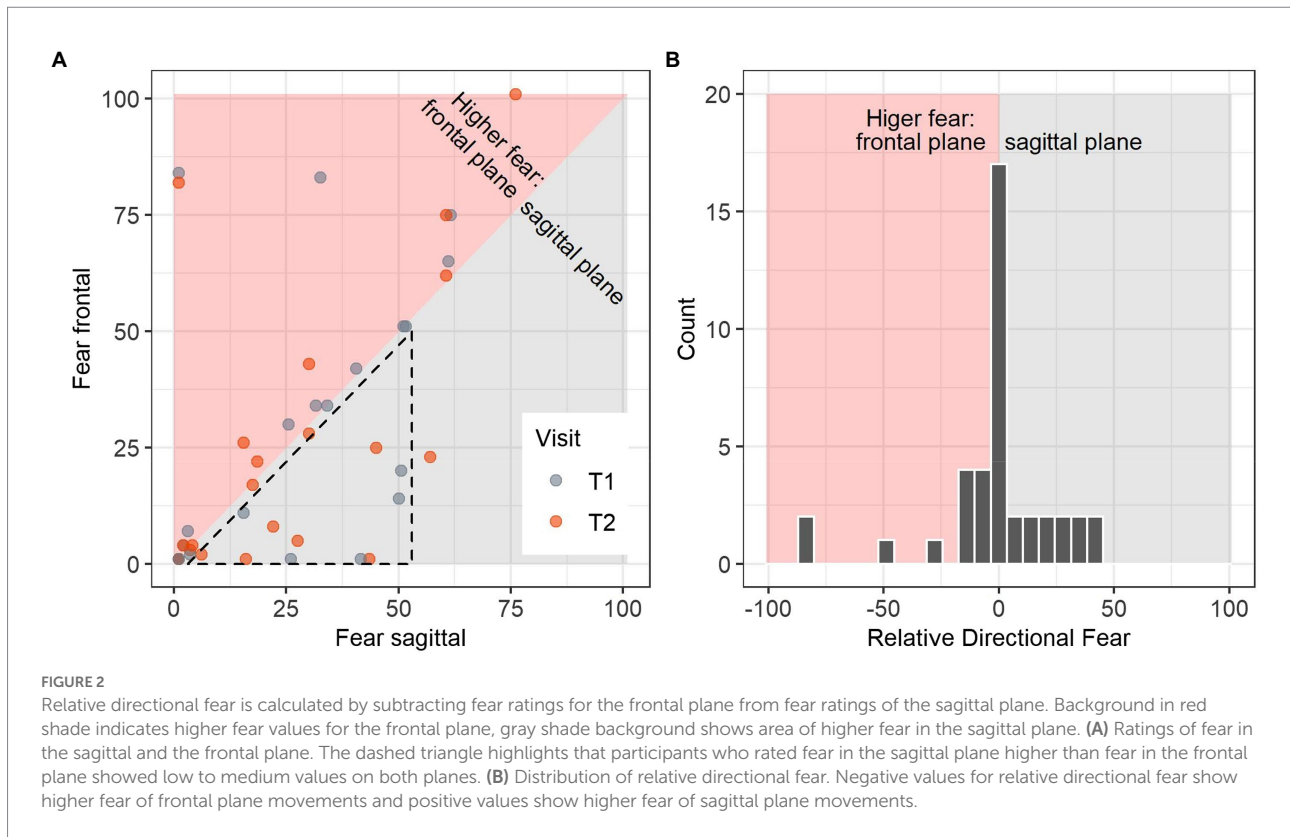 A
Higher fear:
frontal plane sagittal plane
100
75
50
25
0
Fear frontal
0 25 50 75 100
Fear sagittal
Visit
T1
T2
B
Higer fear:
frontal plane sagittal plane
20
15
10
5
0
Count
-100 -50 0 50 100
Relative Directional Fear
FIGURE 2
Relative directional fear is calculated by subtracting fear ratings for the frontal plane from fear ratings of the sagittal plane. Background in red
shade indicates higher fear values for the frontal plane, gray shade background shows area of higher fear in the sagittal plane. (A) Ratings of fear in
the sagittal and the frontal plane. The dashed triangle highlights that participants who rated fear in the sagittal plane higher than fear in the frontal
plane showed low to medium values on both planes. (B) Distribution of relative directional fear. Negative values for relative directional fear show
higher fear of frontal plane movements and positive values show higher fear of sagittal plane movements.